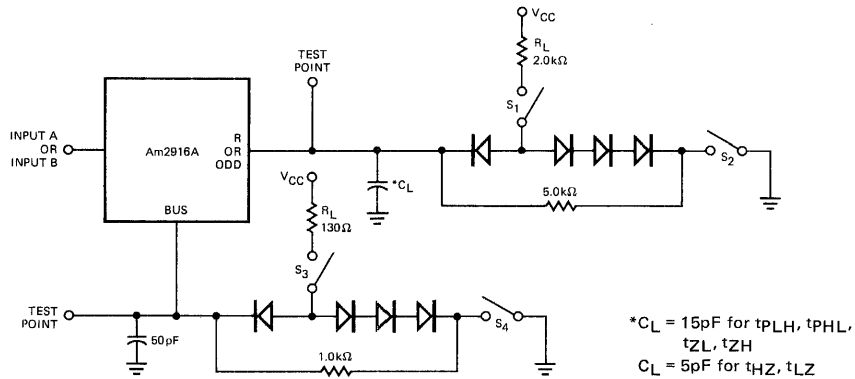 VCC
RL
2.0kΩ
S1
TEST
POINT
INPUT A
OR
INPUT B
Am2916A
R
OR
ODD
BUS
*CL
S2
5.0kΩ
VCC
RL
130Ω
S3
TEST
POINT
50pF
S4
1.0kΩ
*CL = 15pF for tPLH, tPHL,
tZL, tZH
CL = 5pF for tHZ, tLZ